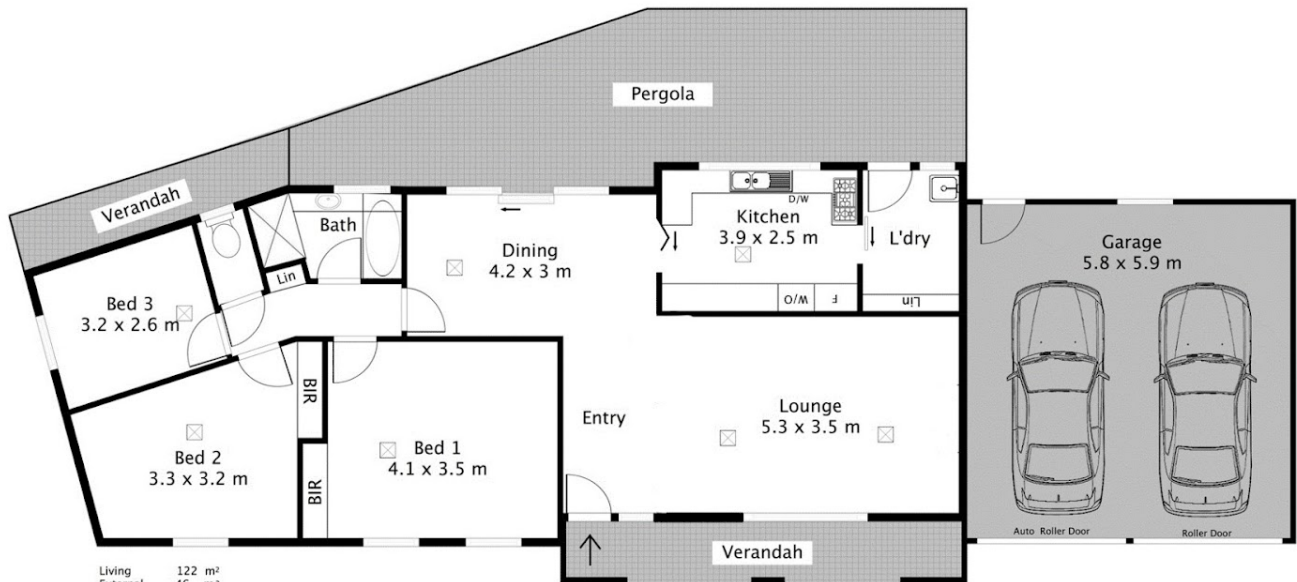 Pergola
Verandah
Bath
Kitchen
3.9 x 2.5 m
D/W
L'dry
Garage
5.8 x 5.9 m
Dining
4.2 x 3 m
Lin
Bed 3
3.2 x 2.6 m
W/O
F
Lin
BIR
Entry
Lounge
5.3 x 3.5 m
Bed 2
3.3 x 3.2 m
Bed 1
4.1 x 3.5 m
BIR
Auto Roller Door
Roller Door
Verandah
Living 122 m²